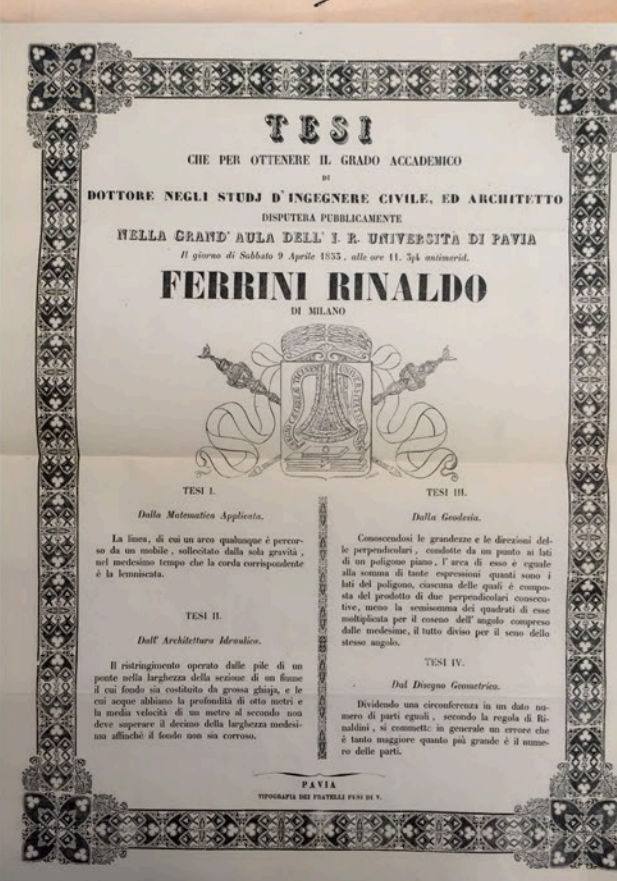 TESI
CHE PER OTTENERE IL GRADO ACCADEMICO
DI
DOTTORE NEGLI STUDJ D'INGEGNERE CIVILE, ED ARCHITETTO
DISPUTERA PUBBLICAMENTE
NELLA GRAND' AULA DELL' I. R. UNIVERSITÀ DI PAVIA
Il giorno di Sabbato 9 Aprile 1853, alle ore 11. 3/4 antimerid.
FERRINI RINALDO
DI MILANO
TESI I.
Dalla Matematica Applicata.
La linea, di cui un arco qualunque è percor-
so da un mobile, sollecitato dalla sola gravità,
nel medesimo tempo che la corda corrispondente
è la lemniscata.
TESI II.
Dall' Architettura Idraulica.
Il ristringimento operato dalle pile di un
ponte nella larghezza della sezione di un fiume
il cui fondo sia costituito da grossa ghiaja, e le
cui acque abbiano la profondità di otto metri e
la media velocità di un metro al secondo non
deve superare il decimo della larghezza medesi-
ma affinchè il fondo non sia corroso.
TESI III.
Dalla Geodesia.
Conoscendosi le grandezze e le direzioni del-
le perpendicolari, condotte da un punto ai lati
di un poligono piano, l' area di esso è eguale
alla somma di tante espressioni quanti sono i
lati del poligono, ciascuna delle quali è compo-
sta del prodotto di due perpendicolari consecu-
tive, meno la semisomma dei quadrati di esse
moltiplicata per il coseno dell' angolo compreso
dalle medesime, il tutto diviso per il seno dello
stesso angolo.
TESI IV.
Dal Disegno Geometrico.
Dividendo una circonferenza in un dato nu-
mero di parti eguali, secondo la regola di Ri-
naldini, si commette in generale un errore che
è tanto maggiore quanto più grande è il nume-
ro delle parti.
PAVIA
TIPOGRAFIA DEI FRATELLI FUSI DI V.